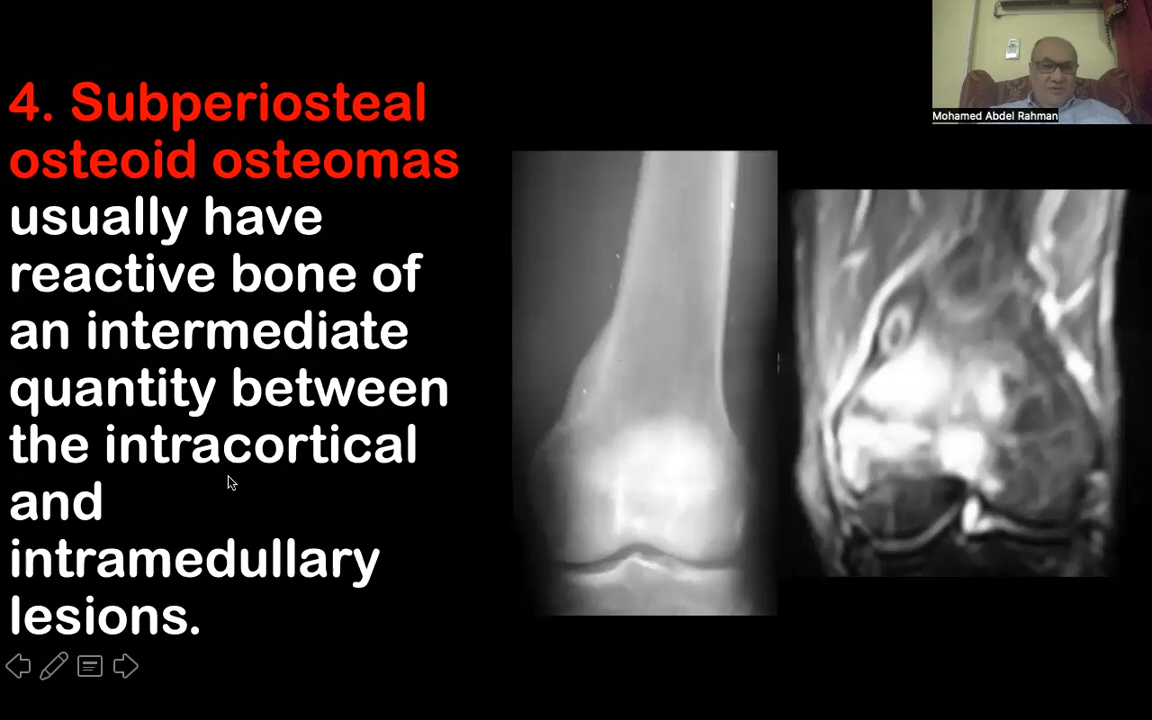 4. Subperiosteal
osteoid osteomas
usually have
reactive bone of
an intermediate
quantity between
the intracortical
and
intramedullary
lesions.
Mohamed Abdel Rahman